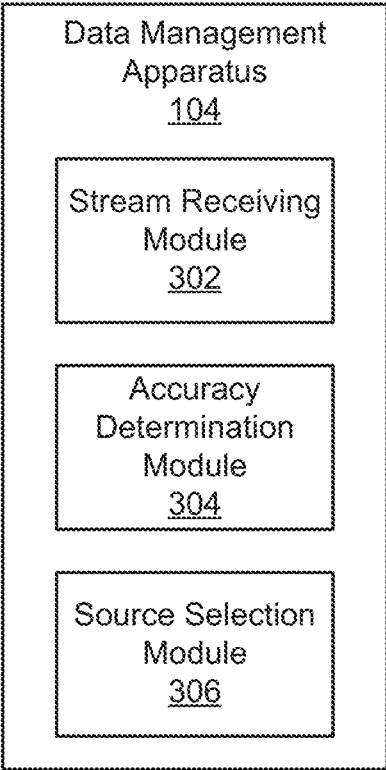 Data Management
Apparatus
104
Stream Receiving
Module
302
Accuracy
Determination
Module
304
Source Selection
Module
306